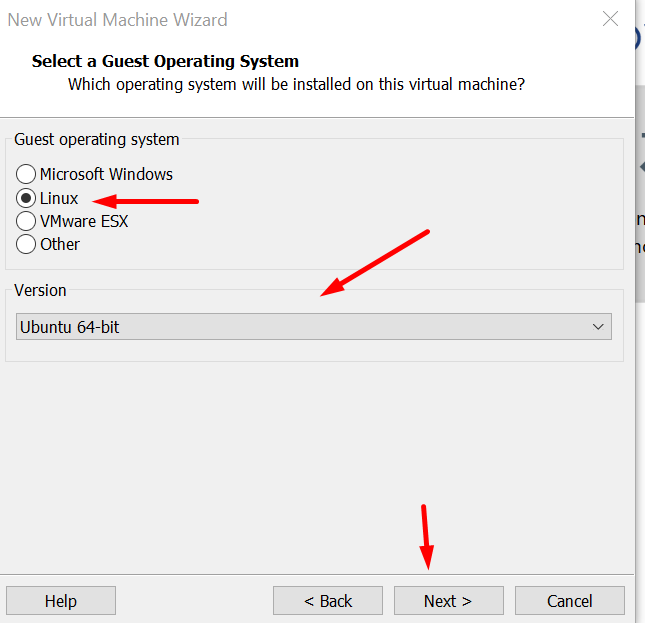 New Virtual Machine Wizard
Select a Guest Operating System
Which operating system will be installed on this virtual machine?
Guest operating system
Microsoft Windows
Linux
VMware ESX
Other
Version
Ubuntu 64-bit
Help
< Back
Next >
Cancel